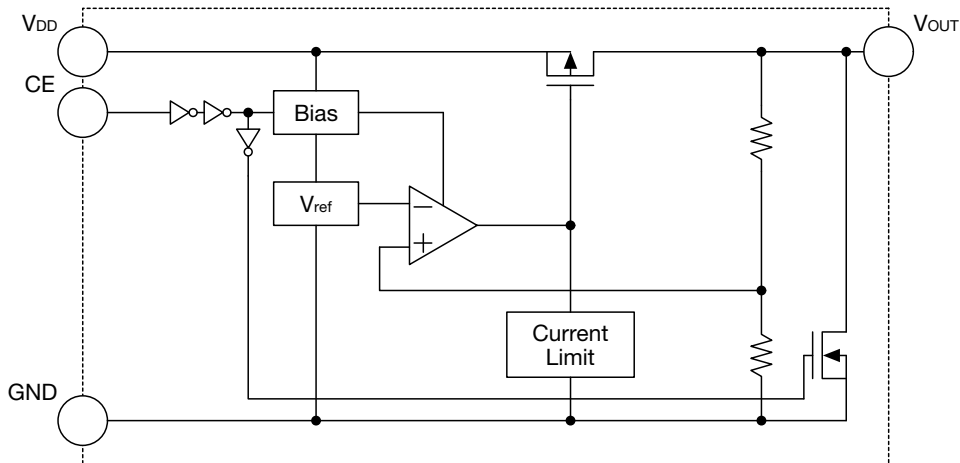 VDD
VOUT
CE
Bias
Vref
−
+
Current
Limit
GND